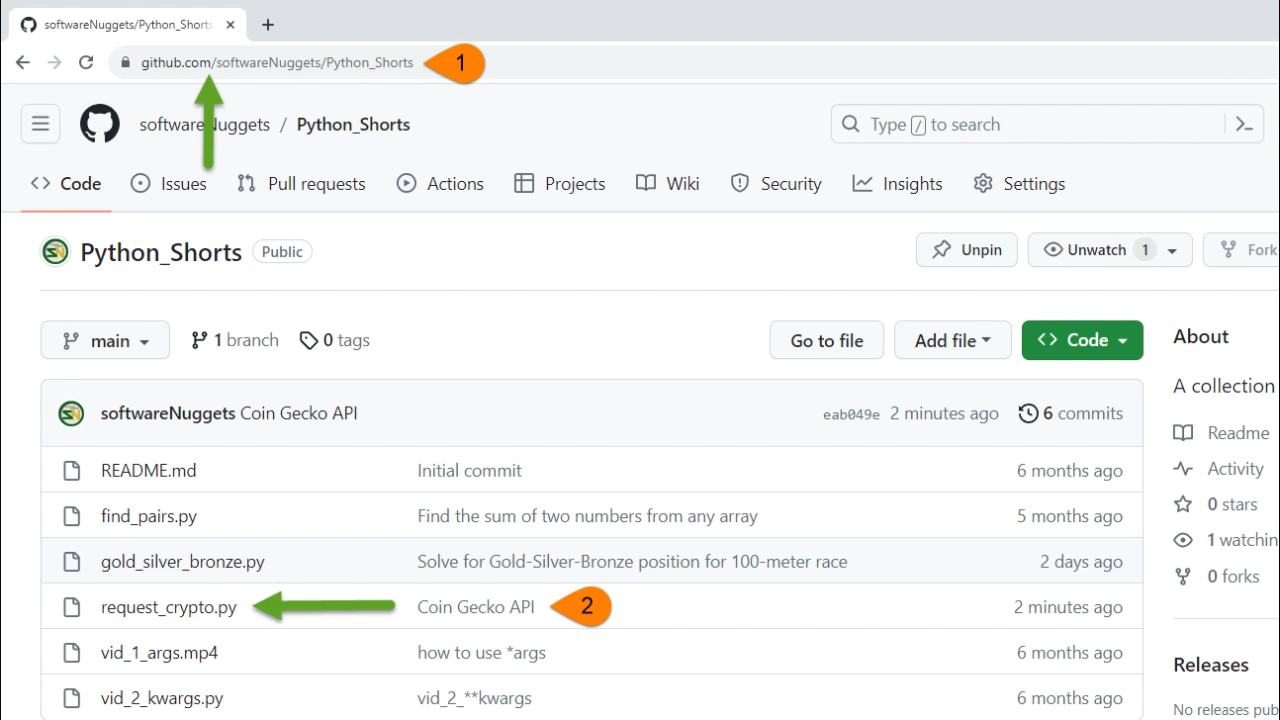 softwareNuggets/Python_Shorts
github.com/softwareNuggets/Python_Shorts 1
softwareNuggets / Python_Shorts Type / to search
Code Issues Pull requests Actions Projects Wiki Security Insights Settings
Python_Shorts Public Unpin Unwatch 1 Fork
main 1 branch 0 tags Go to file Add file Code About
A collection
softwareNuggets Coin Gecko API eab049e 2 minutes ago 6 commits
Readme
README.md Initial commit 6 months ago Activity
find_pairs.py Find the sum of two numbers from any array 5 months ago 0 stars
gold_silver_bronze.py Solve for Gold-Silver-Bronze position for 100-meter race 2 days ago 1 watchin
0 forks
request_crypto.py Coin Gecko API 2 2 minutes ago
vid_1_args.mp4 how to use *args 6 months ago Releases
vid_2_kwargs.py vid_2_**kwargs 6 months ago
No releases pub